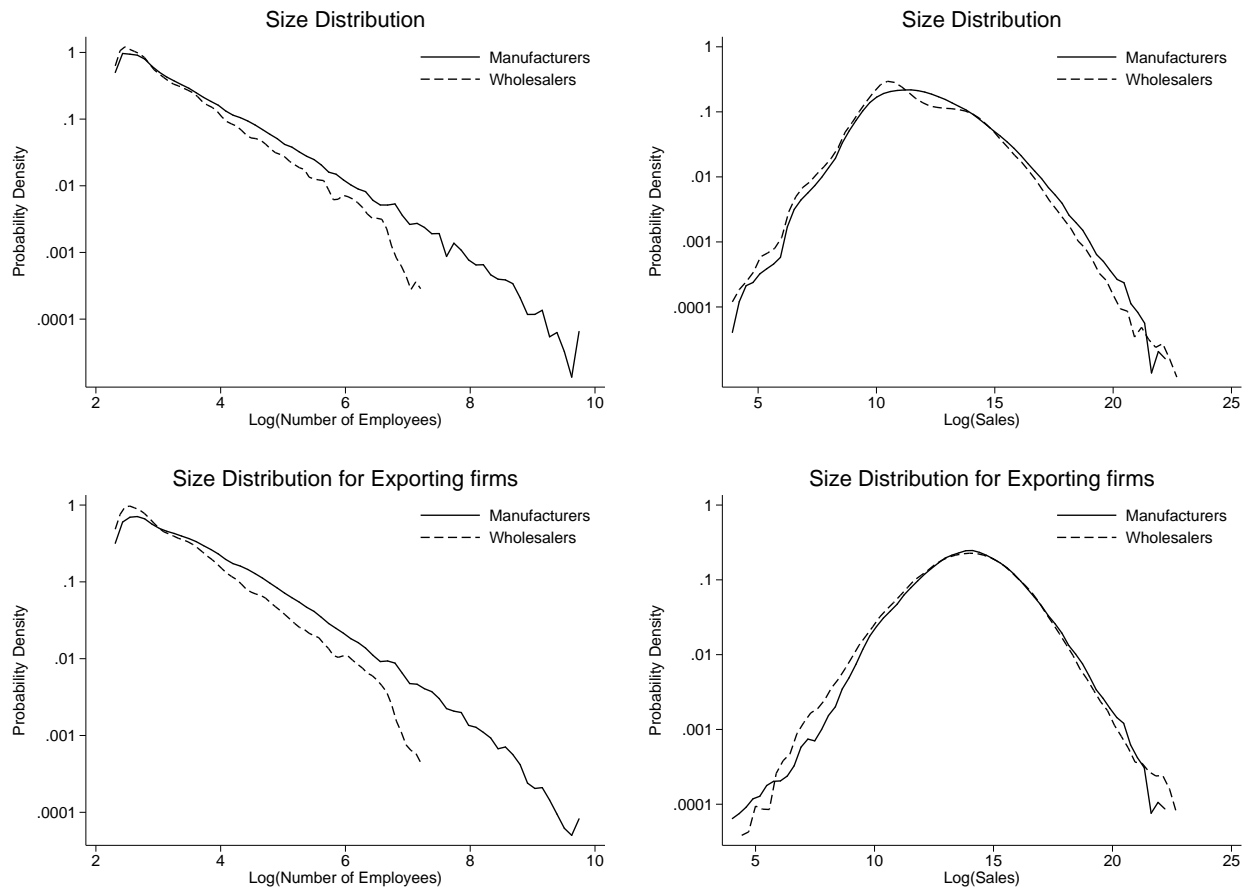 Size Distribution
Manufacturers
Wholesalers
Probability Density
1
.1
.01
.001
.0001
2 4 6 8 10
Log(Number of Employees)
Size Distribution
Manufacturers
Wholesalers
Probability Density
1
.1
.01
.001
.0001
5 10 15 20 25
Log(Sales)
Size Distribution for Exporting firms
Manufacturers
Wholesalers
Probability Density
1
.1
.01
.001
.0001
2 4 6 8 10
Log(Number of Employees)
Size Distribution for Exporting firms
Manufacturers
Wholesalers
Probability Density
1
.1
.01
.001
.0001
5 10 15 20 25
Log(Sales)